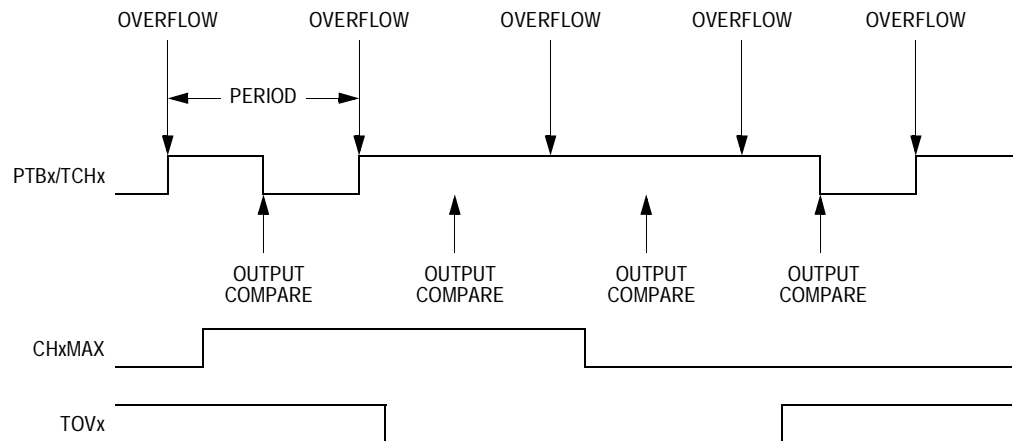 OVERFLOW OVERFLOW OVERFLOW OVERFLOW OVERFLOW
PERIOD
PTBx/TCHx
OUTPUT COMPARE
OUTPUT COMPARE
OUTPUT COMPARE
OUTPUT COMPARE
CHxMAX
TOVx